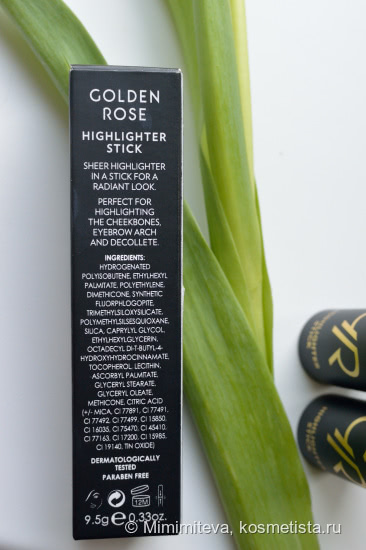 GOLDEN
ROSE
HIGHLIGHTER
STICK
SHEER HIGHLIGHTER
IN A STICK FOR A
RADIANT LOOK.
PERFECT FOR
HIGHLIGHTING
THE CHEEKBONES,
EYEBROW ARCH
AND DECOLLETE.
INGREDIENTS:
HYDROGENATED
POLYISOBUTENE, ETHYLHEXYL
PALMITATE, POLYETHYLENE,
DIMETHICONE, SYNTHETIC
FLUORPHLOGOPITE,
TRIMETHYLSILOXYSILICATE,
POLYMETHYLSILSESQUIOXANE,
SILICA, CAPRYLYL GLYCOL,
ETHYLHEXYLGLYCERIN,
OCTADECYL DI-T-BUTYL-4-
HYDROXYHYDROCINNAMATE,
TOCOPHEROL, LECITHIN,
ASCORBYL PALMITATE,
GLYCERYL STEARATE,
GLYCERYL OLEATE,
METHICONE, CITRIC ACID
(+/- MICA, CI 77891, CI 77491,
CI 77492, CI 77499, CI 15850,
CI 16035, CI 75470, CI 45410,
CI 77163, CI 17200, CI 15985,
CI 19140, TIN OXIDE)
DERMATOLOGICALLY
TESTED
PARABEN FREE
12M
9.5g e 0.33oz.
© Mimimiteva, kosmetista.ru